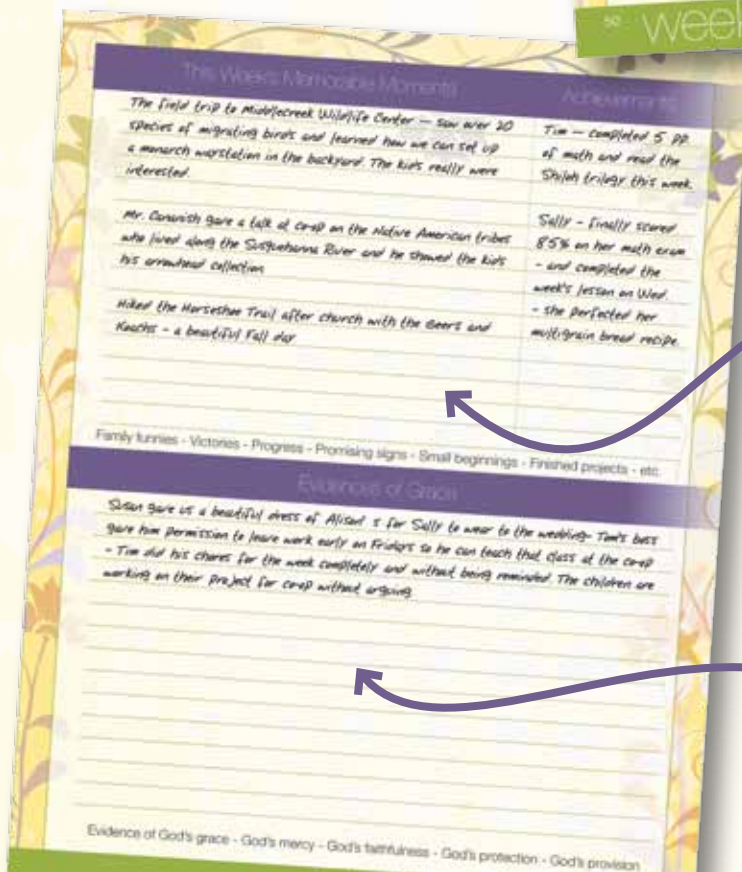 50 week
This Week's Memorable Moments
Achievements
The field trip to Middlecreek Wildlife Center — saw over 20
species of migrating birds and learned how we can set up
a monarch waystation in the backyard. The kids really were
interested.
Mr. Cananish gave a talk at co-op on the Native American tribes
who lived along the Susquehanna River and he showed the kids
his arrowhead collection
Hiked the Horseshoe Trail after church with the Beers and
Keachs - a beautiful Fall day
Tim — completed 5 pp.
of math and read the
Shiloh trilogy this week.
Sally - finally scored
85% on her math exam
- and completed the
week's lesson on Wed.
- she perfected her
multigrain bread recipe.
Family funnies - Victories - Progress - Promising signs - Small beginnings - Finished projects - etc.
Evidences of Grace
Susan gave us a beautiful dress of Alison's for Sally to wear to the wedding- Tom's boss
gave him permission to leave work early on Fridays so he can teach that class at the co-op
- Tim did his chores for the week completely and without being reminded. The children are
working on their project for co-op without arguing
Evidence of God's grace - God's mercy - God's faithfulness - God's protection - God's provision